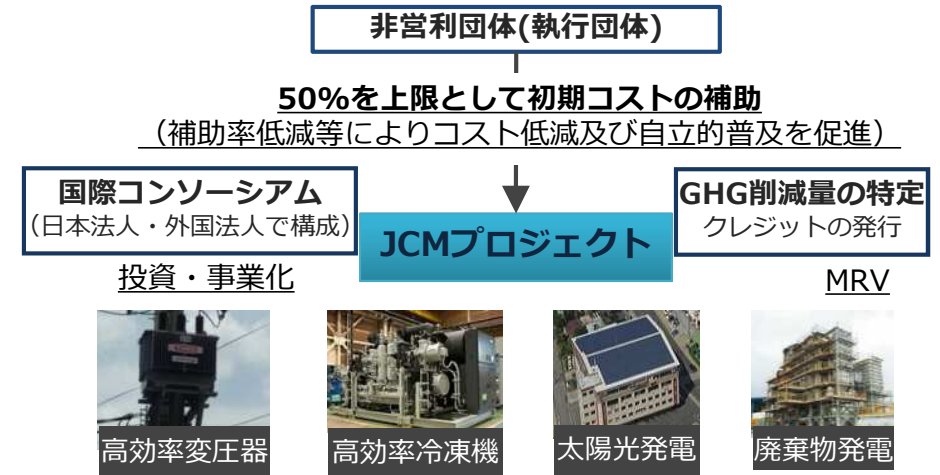 非営利団体(執行団体)
50%を上限として初期コストの補助
（補助率低減等によりコスト低減及び自立的普及を促進）
国際コンソーシアム
（日本法人・外国法人で構成）
JCMプロジェクト
GHG削減量の特定
クレジットの発行
投資・事業化
MRV
高効率変圧器
高効率冷凍機
太陽光発電
廃棄物発電